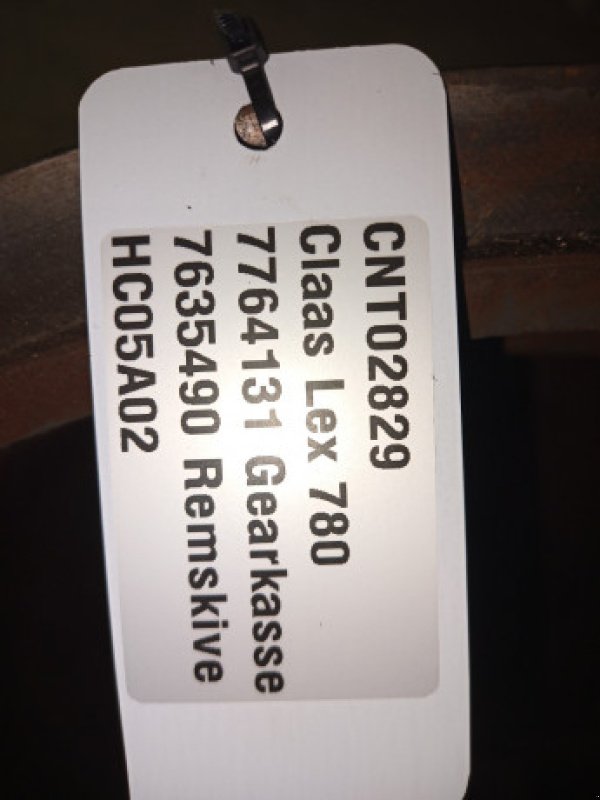 CNT02829
Claas Lex 780
7764131 Gearkasse
7635490 Remskive
HC05A02